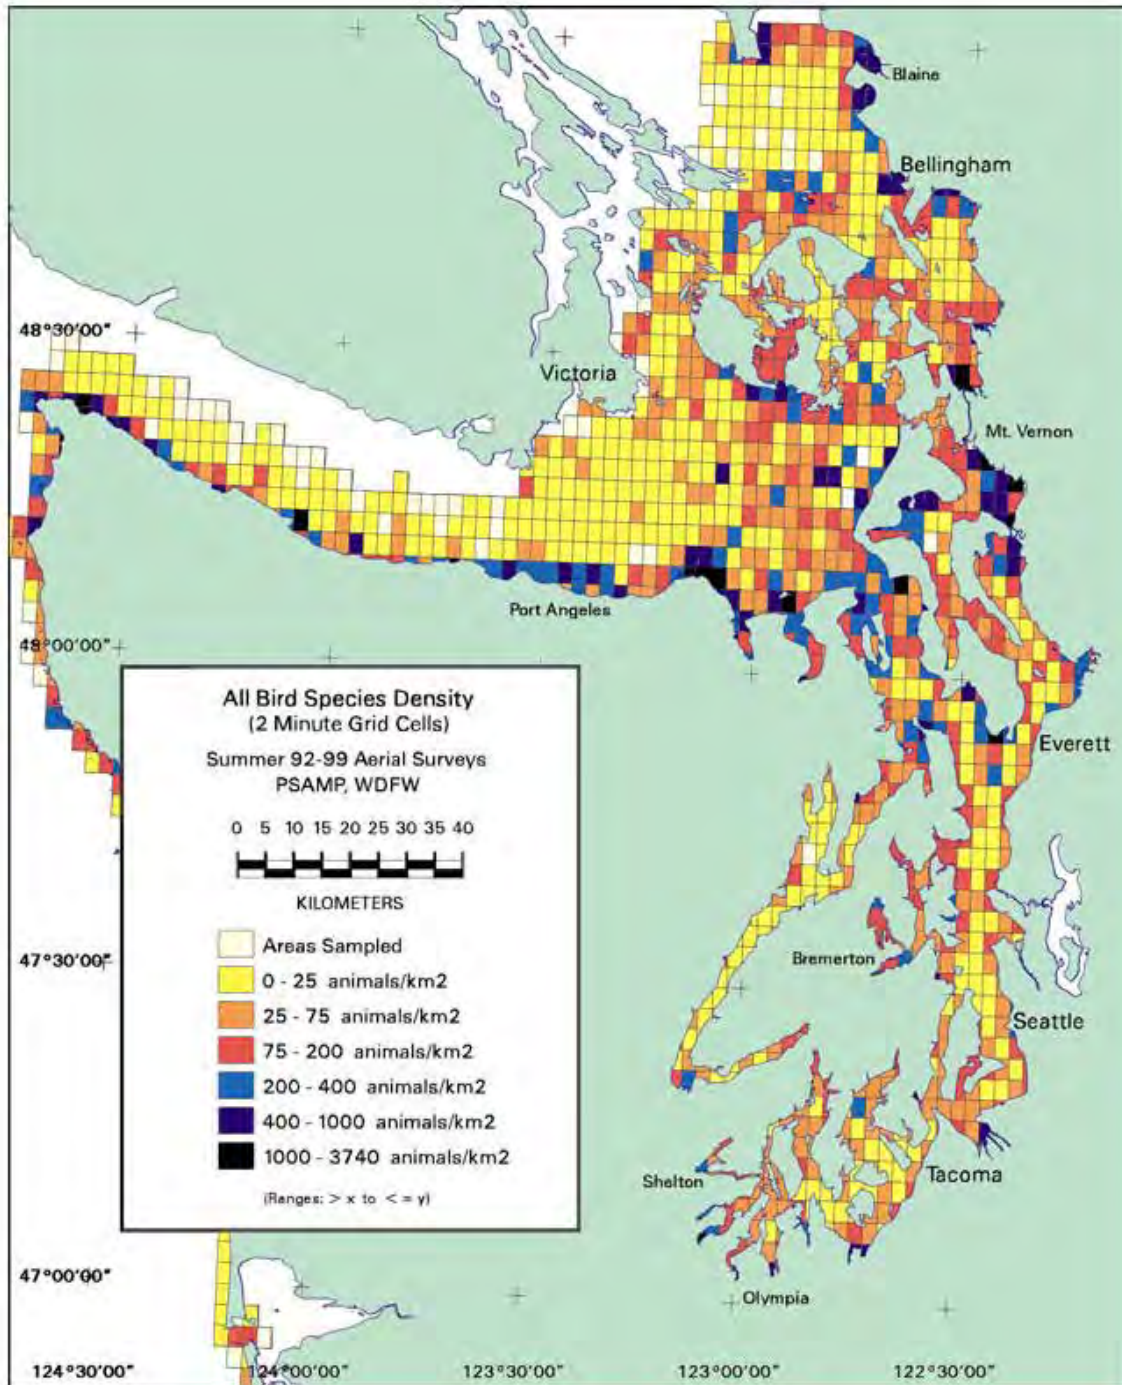 Blaine
Bellingham
48°30'00"
Victoria
Mt. Vernon
Port Angeles
48°00'00"
All Bird Species Density
(2 Minute Grid Cells)
Summer 92-99 Aerial Surveys
PSAMP, WDFW
0 5 10 15 20 25 30 35 40
KILOMETERS
Areas Sampled
0 - 25 animals/km2
25 - 75 animals/km2
75 - 200 animals/km2
200 - 400 animals/km2
400 - 1000 animals/km2
1000 - 3740 animals/km2
(Ranges: > x to < = y)
Everett
Bremerton
47°30'00"
Seattle
Shelton
Tacoma
47°00'00"
Olympia
124°30'00" 124°00'00" 123°30'00" 123°00'00" 122°30'00"